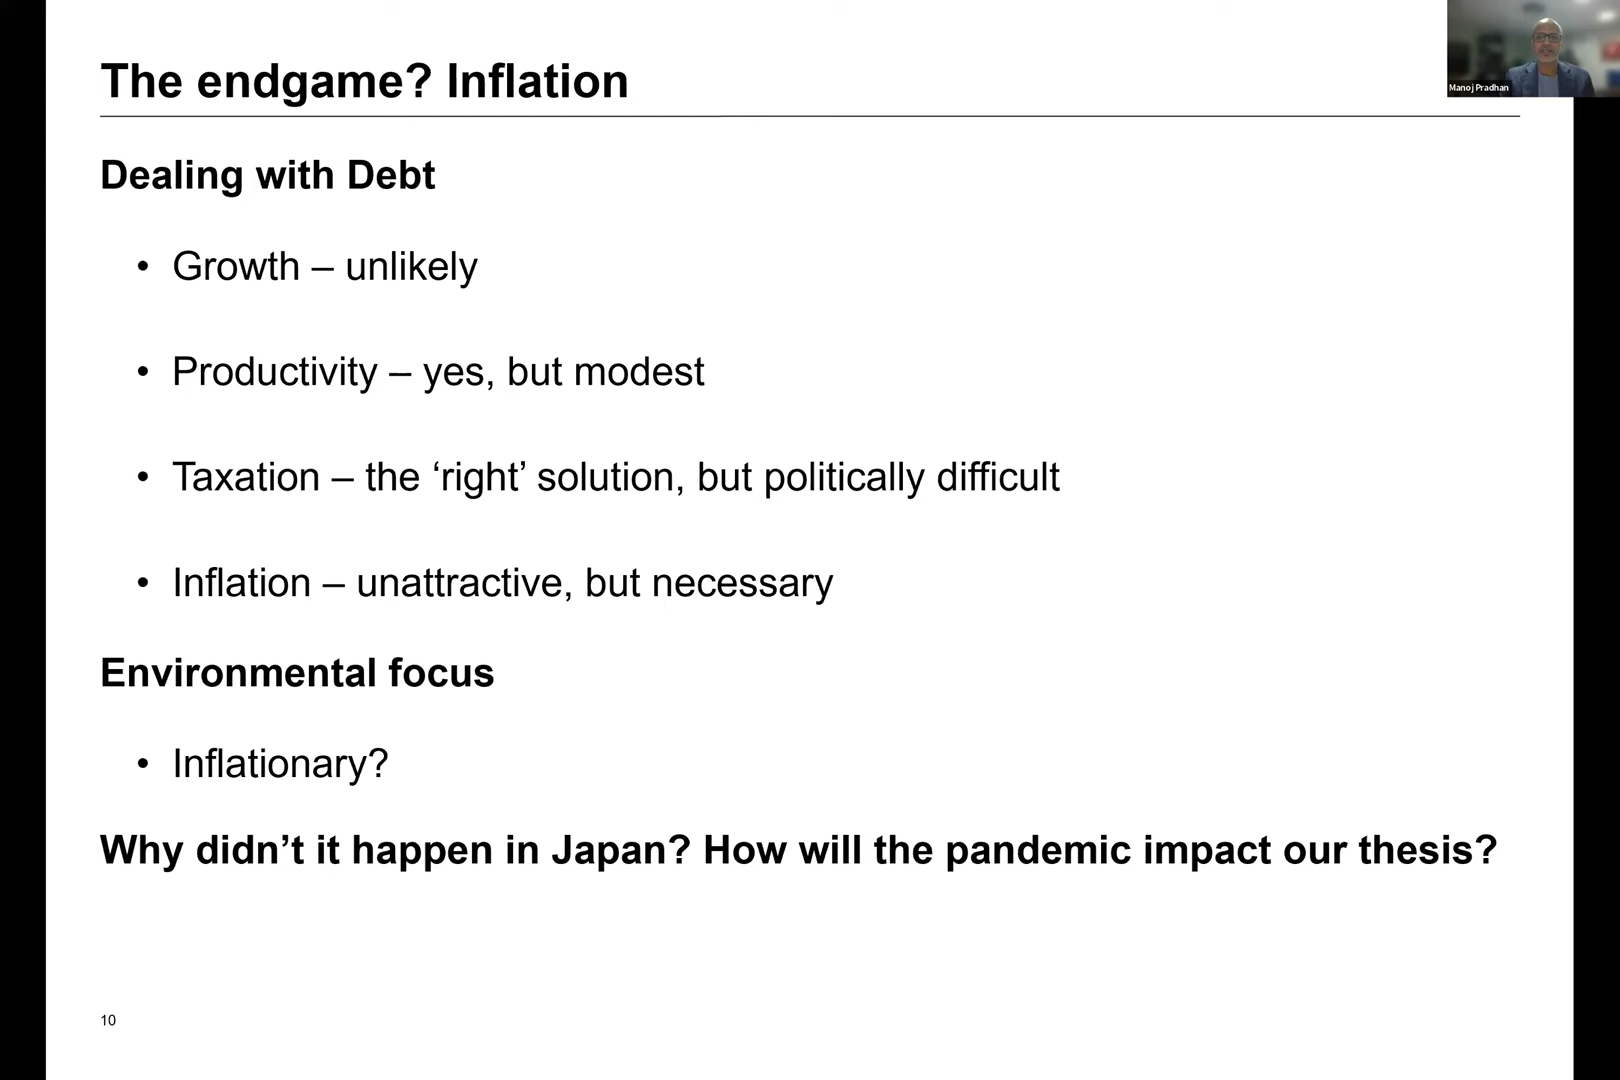 The endgame? Inflation
Manoj Pradhan
Dealing with Debt
• Growth – unlikely
• Productivity – yes, but modest
• Taxation – the ‘right’ solution, but politically difficult
• Inflation – unattractive, but necessary
Environmental focus
• Inflationary?
Why didn’t it happen in Japan? How will the pandemic impact our thesis?
10